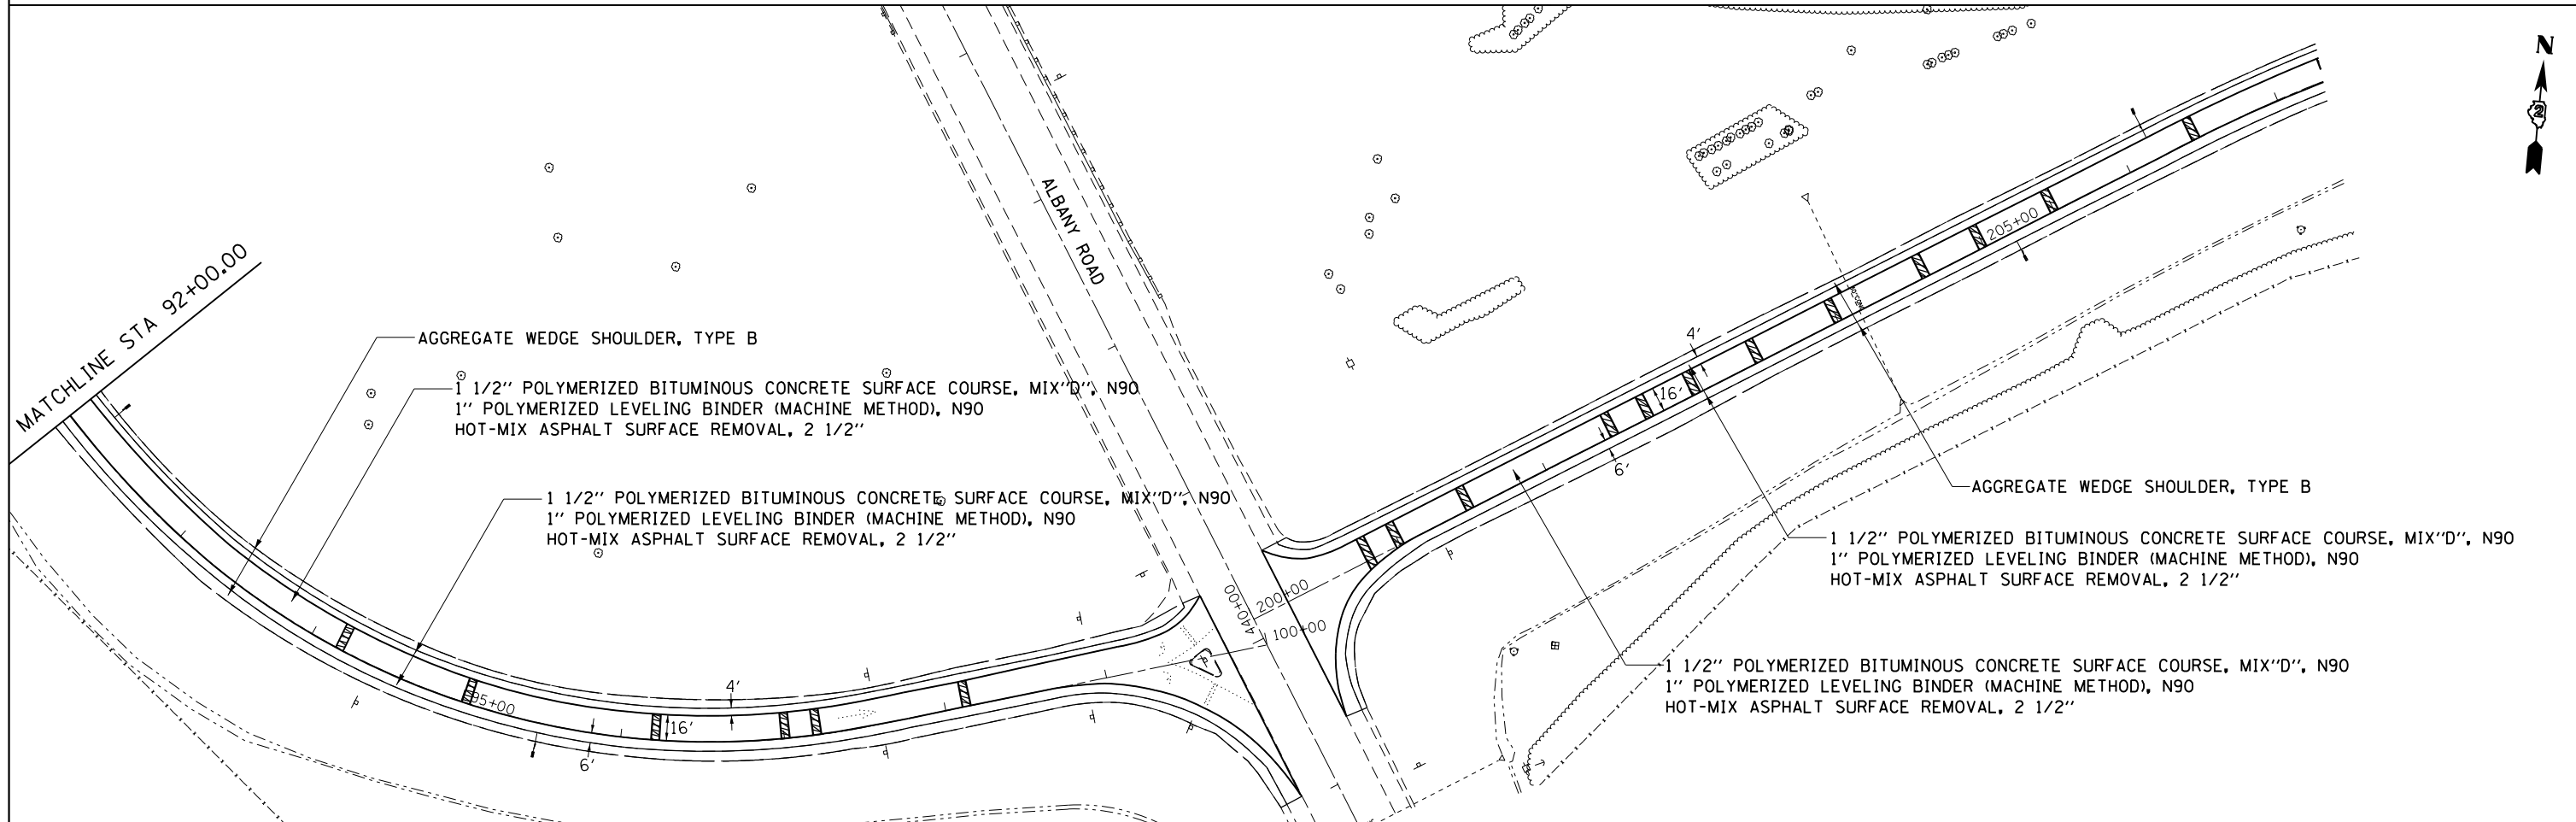 N
2
ALBANY ROAD
MATCHLINE STA 92+00.00
AGGREGATE WEDGE SHOULDER, TYPE B
1 1/2" POLYMERIZED BITUMINOUS CONCRETE SURFACE COURSE, MIX"D", N90
1" POLYMERIZED LEVELING BINDER (MACHINE METHOD), N90
HOT-MIX ASPHALT SURFACE REMOVAL, 2 1/2"
1 1/2" POLYMERIZED BITUMINOUS CONCRETE SURFACE COURSE, MIX"D", N90
1" POLYMERIZED LEVELING BINDER (MACHINE METHOD), N90
HOT-MIX ASPHALT SURFACE REMOVAL, 2 1/2"
95+00
4'
16'
6'
440+00
200+00
100+00
205+00
4'
16'
6'
AGGREGATE WEDGE SHOULDER, TYPE B
1 1/2" POLYMERIZED BITUMINOUS CONCRETE SURFACE COURSE, MIX"D", N90
1" POLYMERIZED LEVELING BINDER (MACHINE METHOD), N90
HOT-MIX ASPHALT SURFACE REMOVAL, 2 1/2"
1 1/2" POLYMERIZED BITUMINOUS CONCRETE SURFACE COURSE, MIX"D", N90
1" POLYMERIZED LEVELING BINDER (MACHINE METHOD), N90
HOT-MIX ASPHALT SURFACE REMOVAL, 2 1/2"